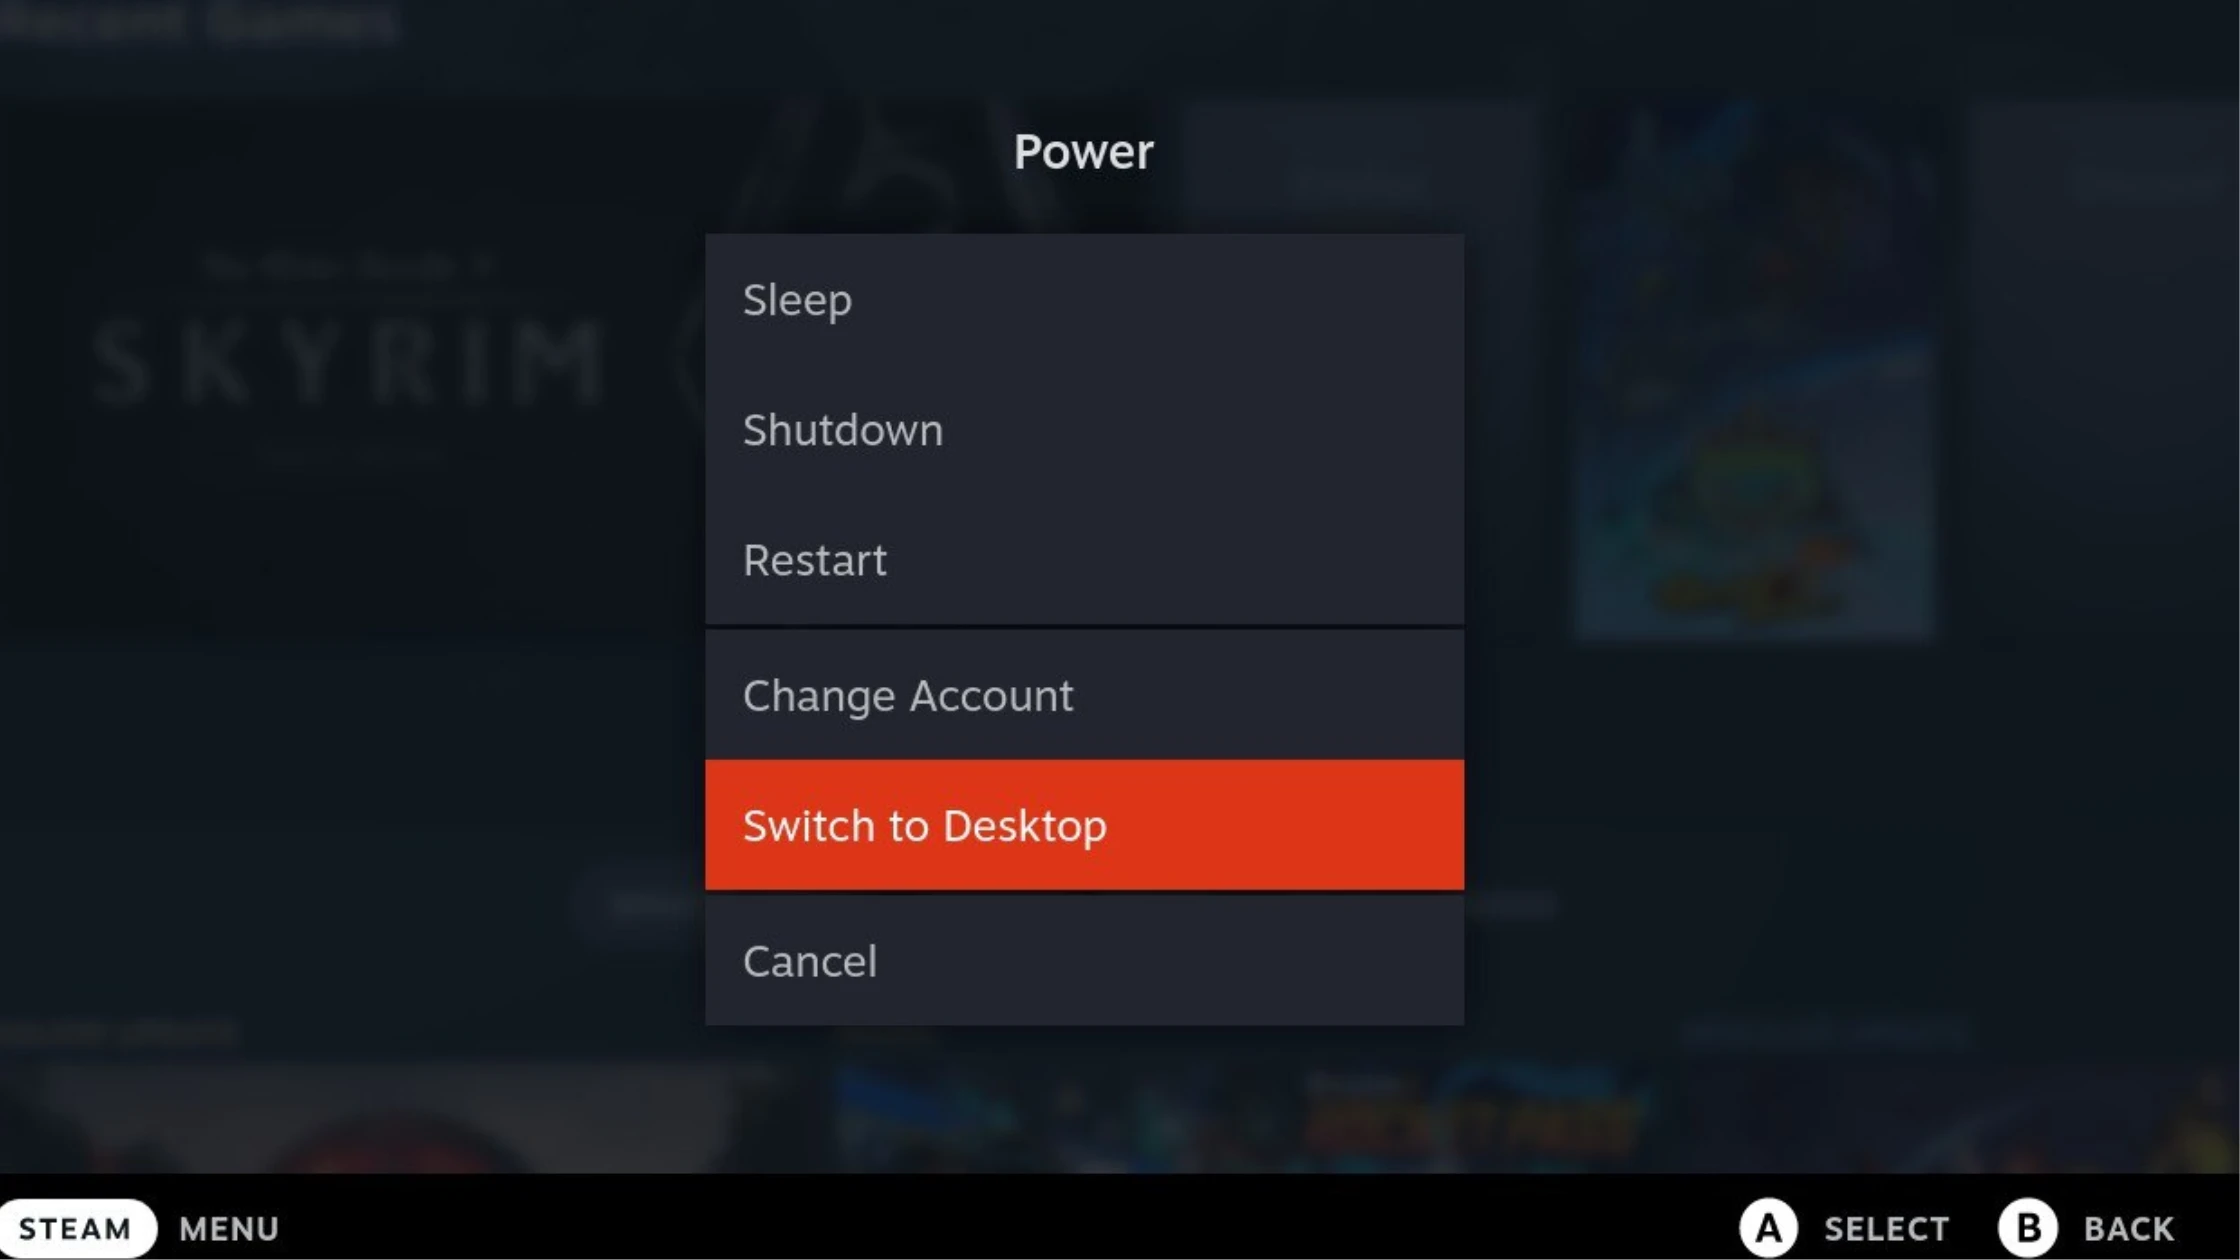 Recent Games
SKYRIM
Power
Sleep
Shutdown
Restart
Change Account
Switch to Desktop
Cancel
STEAM MENU
A SELECT B BACK